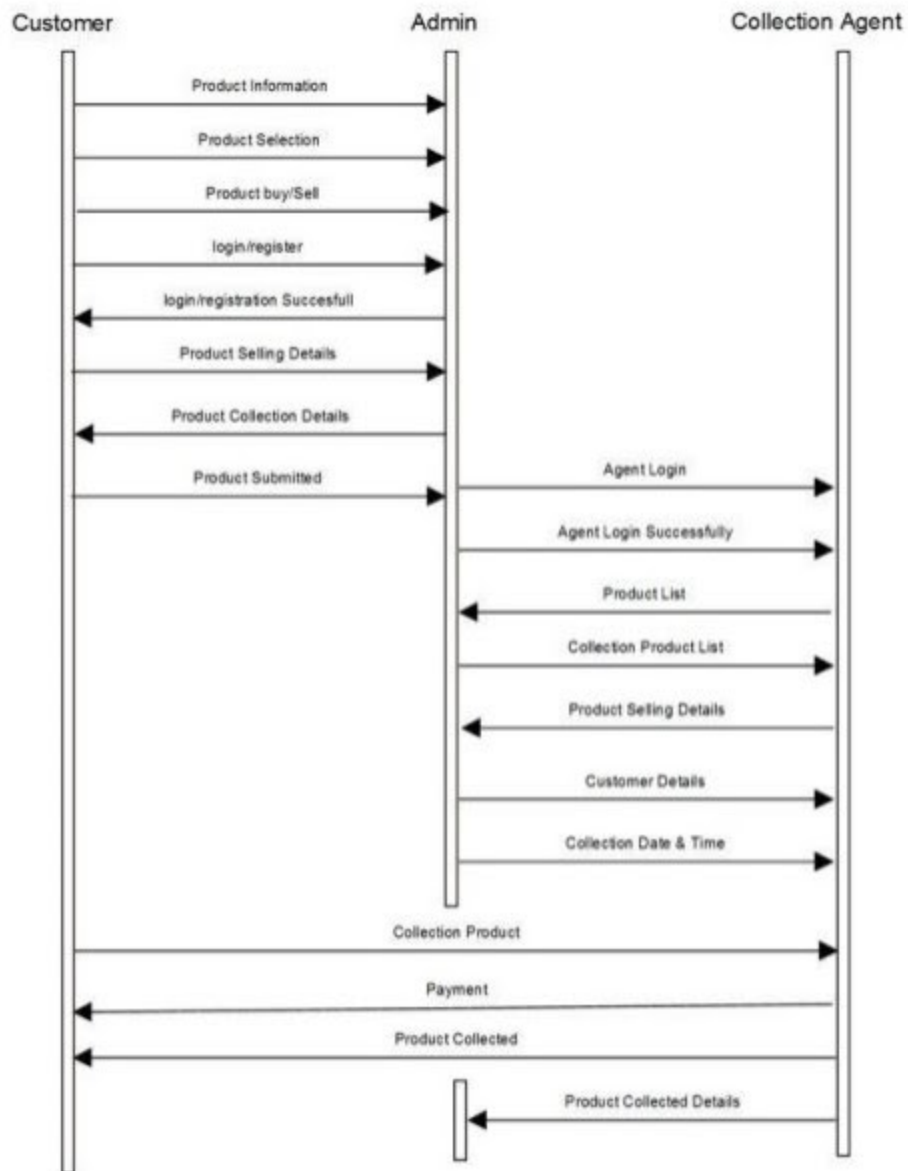 Customer
Admin
Collection Agent
Product Information
Product Selection
Product buy/Sell
login/register
login/registration Succesfull
Product Selling Details
Product Collection Details
Product Submitted
Agent Login
Agent Login Successfully
Product List
Collection Product List
Product Selling Details
Customer Details
Collection Date & Time
Collection Product
Payment
Product Collected
Product Collected Details